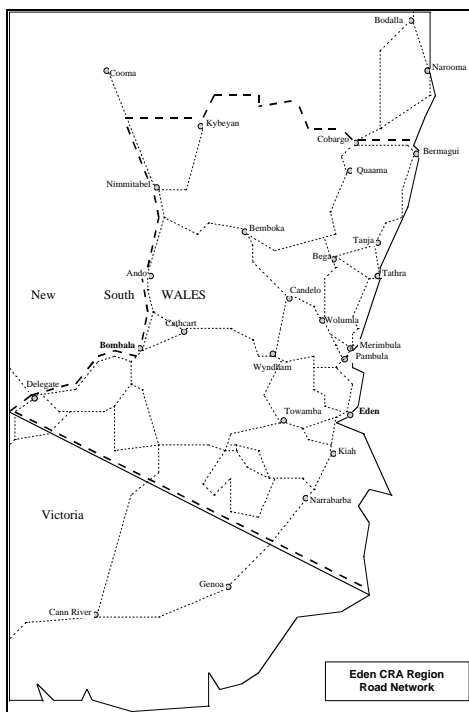 Bodalla
Narooma
Cooma
Kybeyan
Cobargo
Bermagui
Quaama
Nimmitabel
Bemboka
Tanja
Bega
Ando
Tathra
New South WALES
Candelo
Wolumla
Cathcart
Bombala
Merimbula
Pambula
Wyndham
Delegate
Towamba
Eden
Kiah
Narrabarba
Victoria
Genoa
Cann River
Eden CRA Region
Road Network